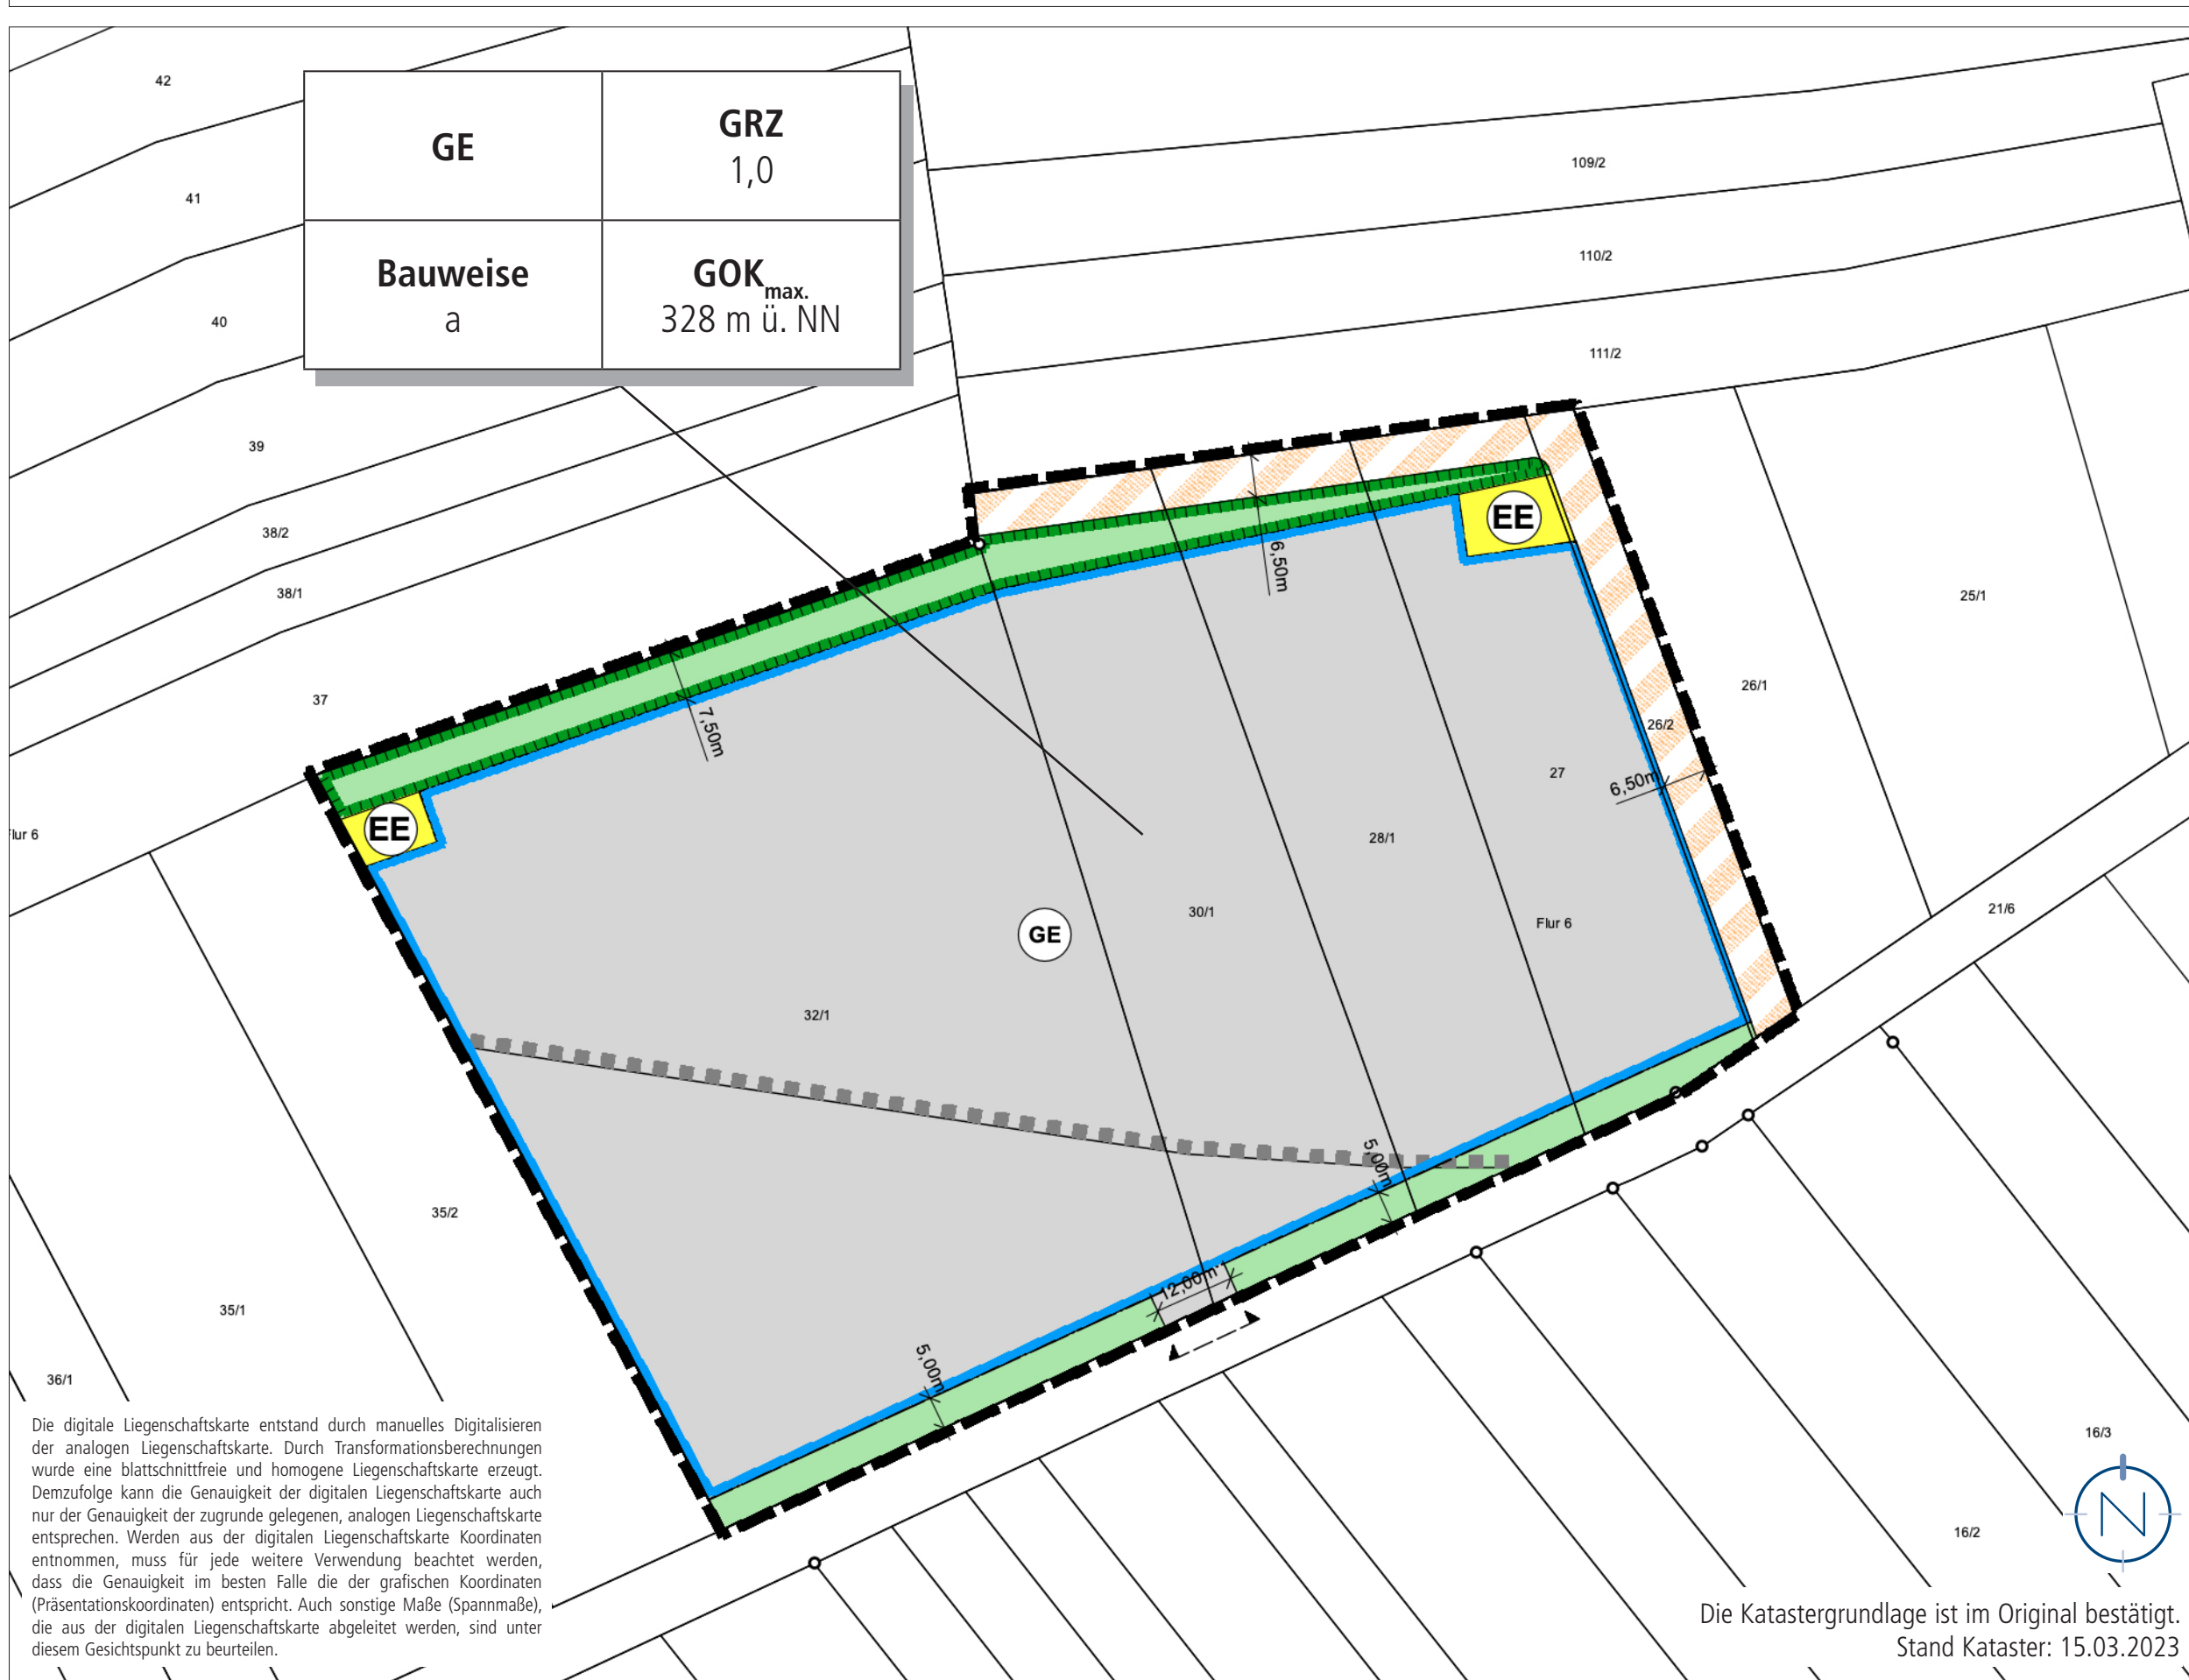 42
41
40
39
38/2
38/1
37
GE
GRZ
1,0
Bauweise
a
GOK max.
328 m ü. NN
109/2
110/2
111/2
EE
6,50m
7,50m
25/1
26/1
26/2
6,50m
27
lur 6
EE
28/1
30/1
GE
Flur 6
21/6
32/1
5,00m
35/2
12,00m
35/1
5,00m
36/1
16/3
16/2
Die digitale Liegenschaftskarte entstand durch manuelles Digitalisieren
der analogen Liegenschaftskarte. Durch Transformationsberechnungen
wurde eine blattschnittfreie und homogene Liegenschaftskarte erzeugt.
Demzufolge kann die Genauigkeit der digitalen Liegenschaftskarte auch
nur der Genauigkeit der zugrunde gelegenen, analogen Liegenschaftskarte
entsprechen. Werden aus der digitalen Liegenschaftskarte Koordinaten
entnommen, muss für jede weitere Verwendung beachtet werden,
dass die Genauigkeit im besten Falle die der grafischen Koordinaten
(Präsentationskoordinaten) entspricht. Auch sonstige Maße (Spannmaße),
die aus der digitalen Liegenschaftskarte abgeleitet werden, sind unter
diesem Gesichtspunkt zu beurteilen.
N
Die Katastergrundlage ist im Original bestätigt.
Stand Kataster: 15.03.2023